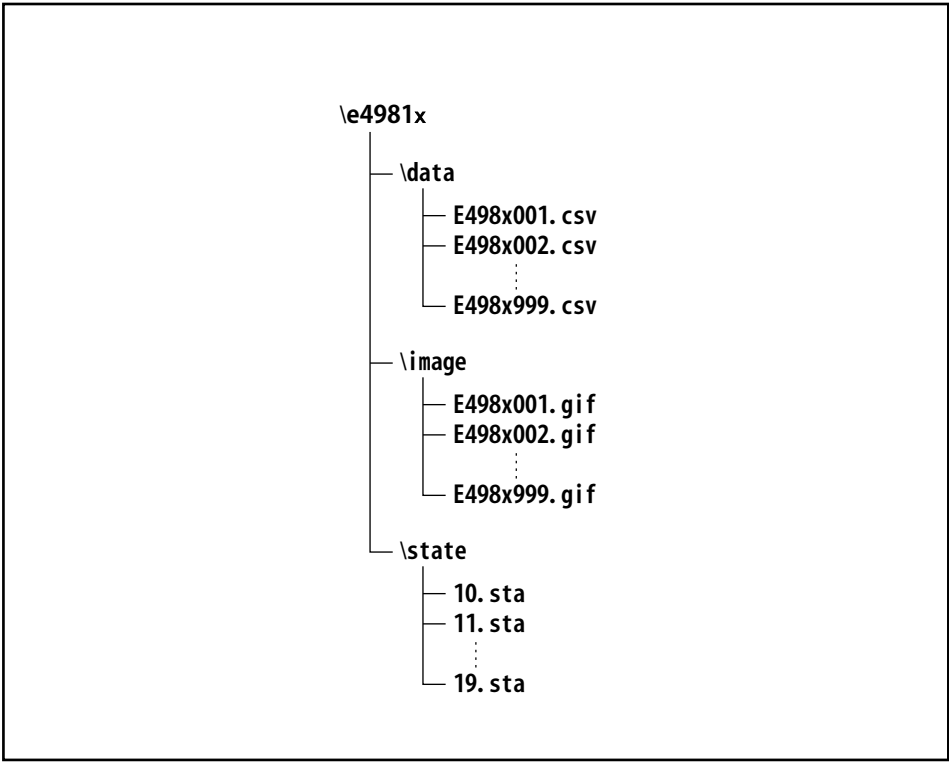 \e4981x
\data
E498x001.csv
E498x002.csv
E498x999.csv
\image
E498x001.gif
E498x002.gif
E498x999.gif
\state
10.sta
11.sta
19.sta